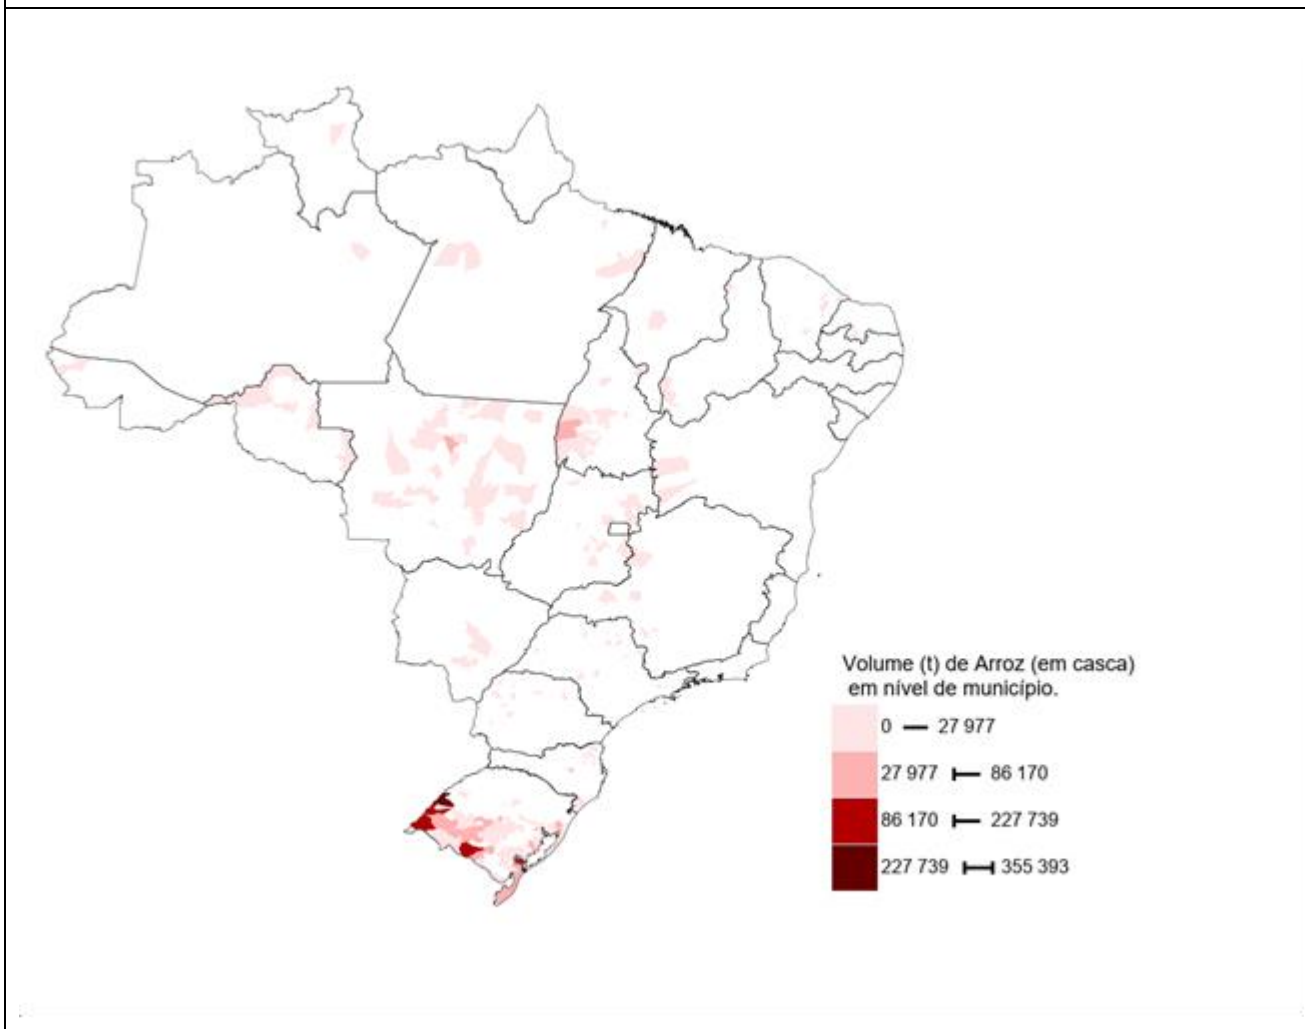 Volume (t) de Arroz (em casca)
em nível de município.
0 — 27 977
27 977 — 86 170
86 170 — 227 739
227 739 — 355 393